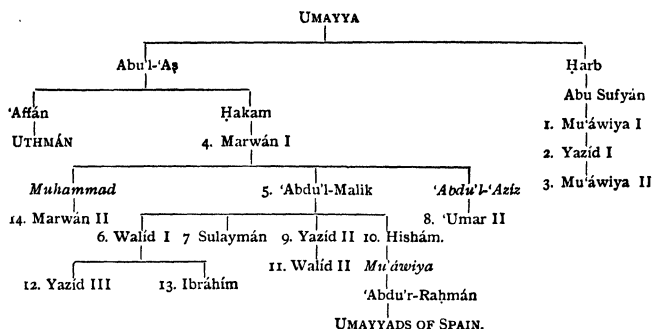 UMAYYA
Abu'l-‘Aṣ Ḥarb
Abu Sufyán
‘Affán Ḥakam
UTHMÁN 4. Marwán I 1. Mu‘áwiya I
2. Yazíd I
3. Mu‘áwiya II
Muhammad 5. ‘Abdu'l-Malik ‘Abdu'l-‘Azíz
14. Marwán II 8. ‘Umar II
6. Walíd I 7 Sulaymán 9. Yazíd II 10. Hishám.
11. Walíd II Mu‘áwiya
12. Yazíd III 13. Ibráhím
‘Abdu'r-Raḥmán
UMAYYADS OF SPAIN.